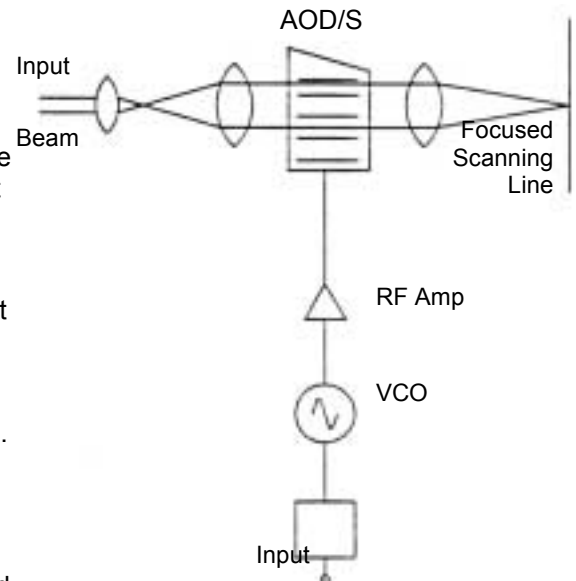 AOD/S
Input
Beam
e
Focused
Scanning
Line
t
RF Amp
VCO
.
Input